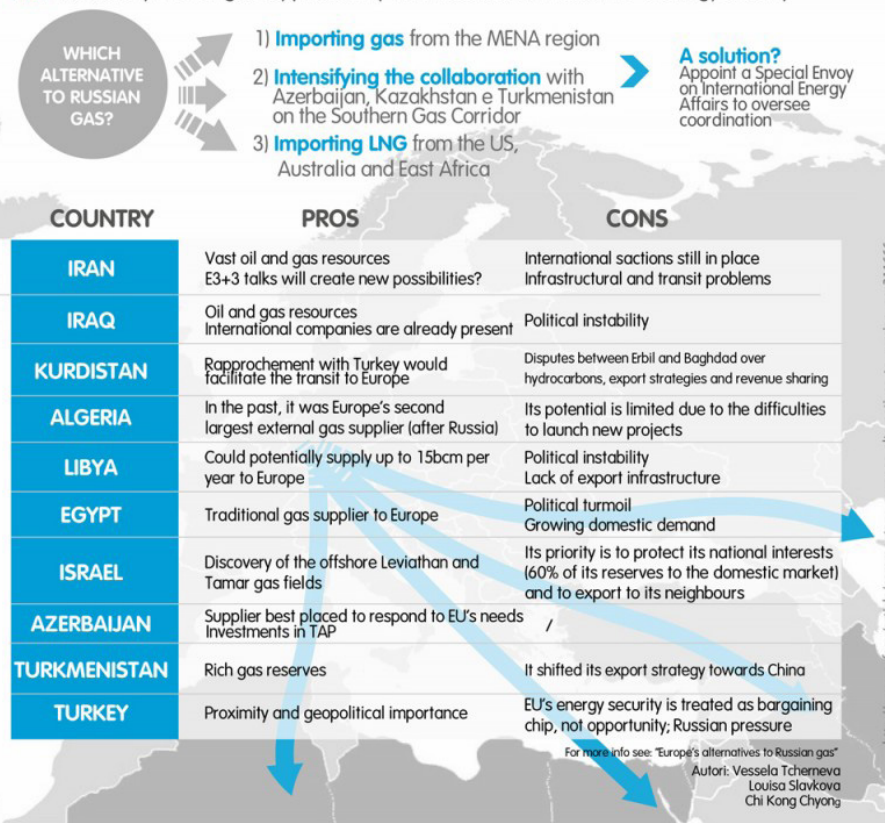 WHICH
ALTERNATIVE
TO RUSSIAN
GAS?
1) Importing gas from the MENA region
2) Intensifying the collaboration with
Azerbaijan, Kazakhstan e Turkmenistan
on the Southern Gas Corridor
3) Importing LNG from the US,
Australia and East Africa
A solution?
Appoint a Special Envoy
on International Energy
Affairs to oversee
coordination
COUNTRY PROS CONS
IRAN
Vast oil and gas resources
E3+3 talks will create new possibilities?
International sactions still in place
Infrastructural and transit problems
IRAQ
Oil and gas resources
International companies are already present
Political instability
KURDISTAN
Rapprochement with Turkey would
facilitate the transit to Europe
Disputes between Erbil and Baghdad over
hydrocarbons, export strategies and revenue sharing
ALGERIA
In the past, it was Europe's second
largest external gas supplier (after Russia)
Its potential is limited due to the difficulties
to launch new projects
LIBYA
Could potentially supply up to 15bcm per
year to Europe
Political instability
Lack of export infrastructure
EGYPT
Traditional gas supplier to Europe
Political turmoil
Growing domestic demand
ISRAEL
Discovery of the offshore Leviathan and
Tamar gas fields
Its priority is to protect its national interests
(60% of its reserves to the domestic market)
and to export to its neighbours
AZERBAIJAN
Supplier best placed to respond to EU's needs
Investments in TAP
/
TURKMENISTAN
Rich gas reserves
It shifted its export strategy towards China
TURKEY
Proximity and geopolitical importance
EU's energy security is treated as bargaining
chip, not opportunity; Russian pressure
For more info see: "Europe's alternatives to Russian gas"
Autori: Vessela Tcherneva
Louisa Slavkova
Chi Kong Chyong